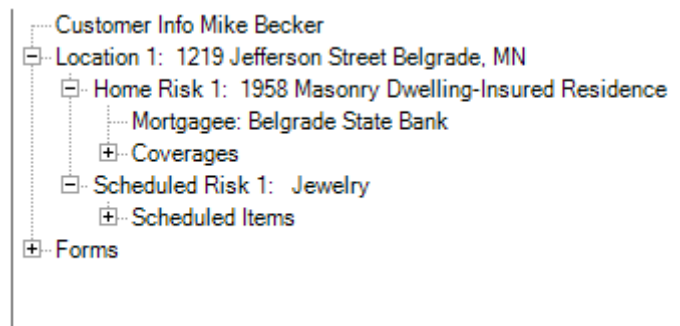 Customer Info Mike Becker
Location 1: 1219 Jefferson Street Belgrade, MN
Home Risk 1: 1958 Masonry Dwelling-Insured Residence
Mortgagee: Belgrade State Bank
Coverages
Scheduled Risk 1: Jewelry
Scheduled Items
Forms